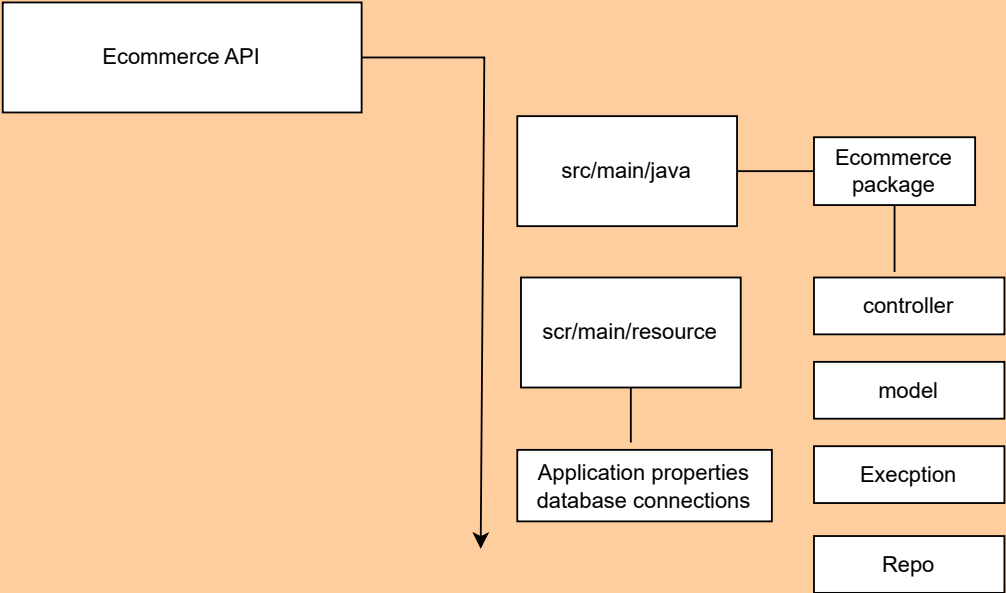 Ecommerce API
src/main/java
Ecommerce
package
scr/main/resource
controller
model
Application properties
database connections
Execption
Repo